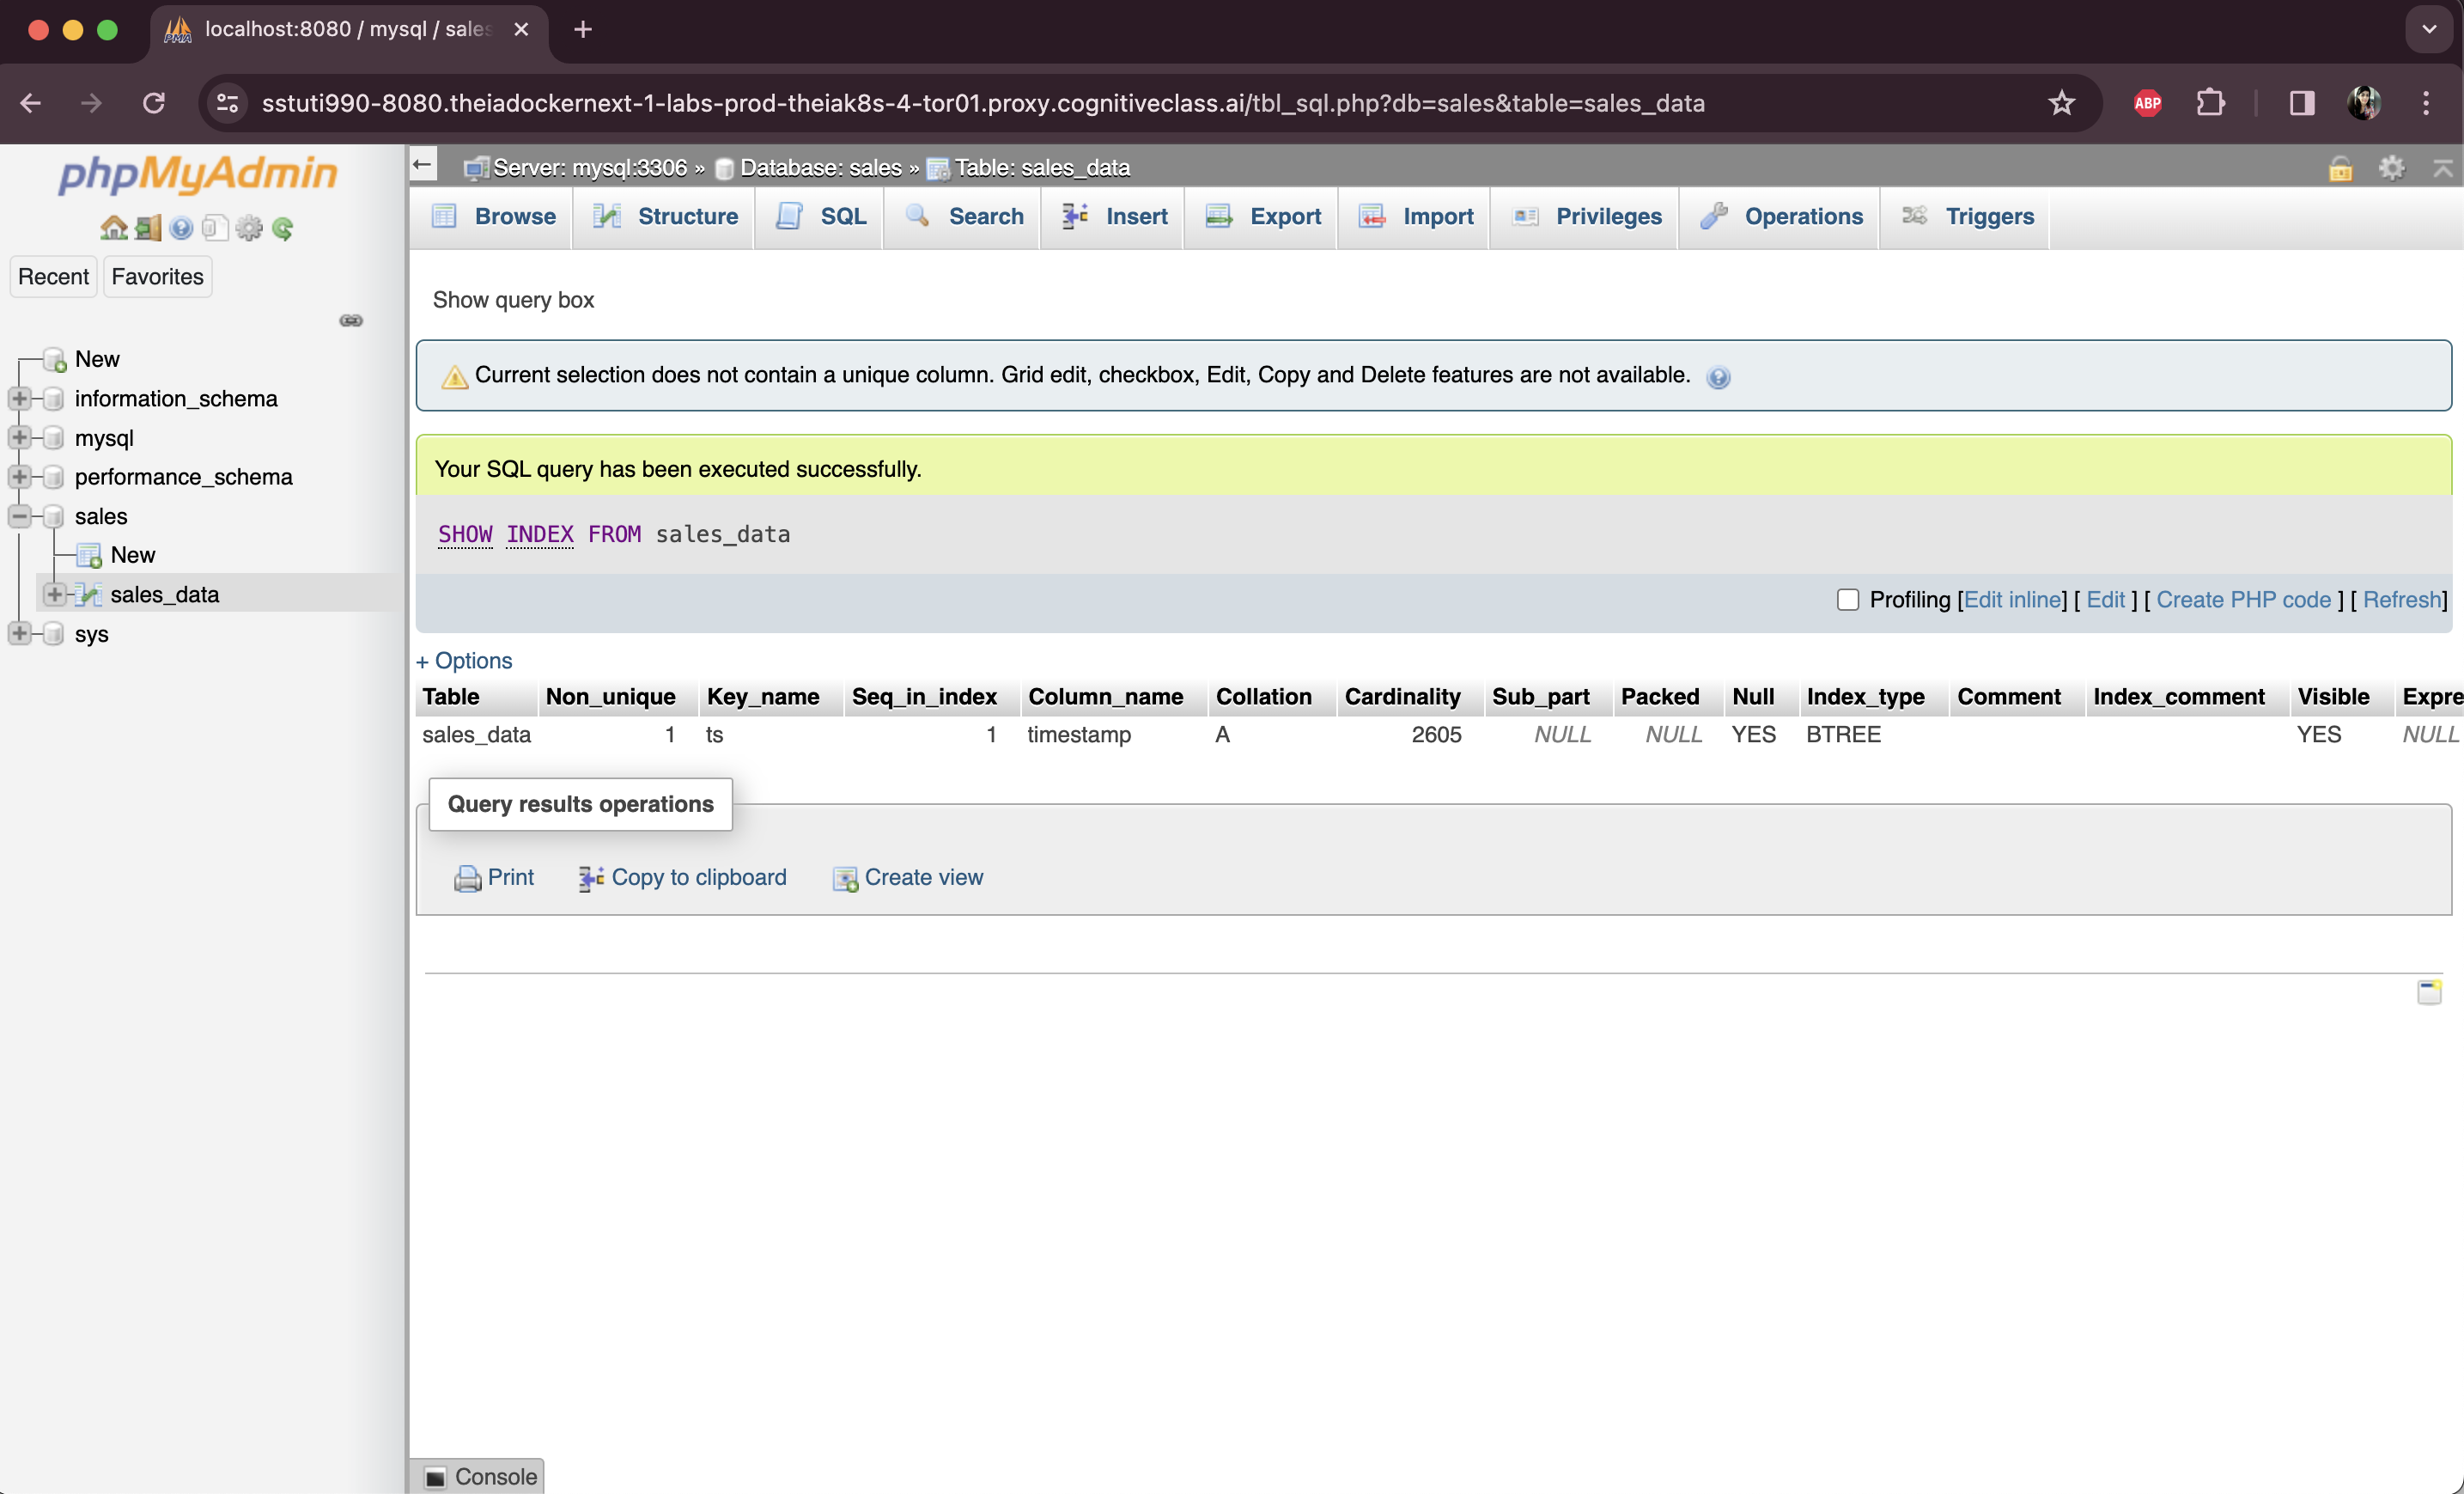 localhost:8080 / mysql / sales
sstuti990-8080.theiadockernext-1-labs-prod-theiak8s-4-tor01.proxy.cognitiveclass.ai/tbl_sql.php?db=sales&table=sales_data
ABP
phpMyAdmin
Server: mysql:3306 » Database: sales » Table: sales_data
Browse Structure SQL Search Insert Export Import Privileges Operations Triggers
Recent Favorites
Show query box
New
information_schema
mysql
performance_schema
sales
New
sales_data
sys
Current selection does not contain a unique column. Grid edit, checkbox, Edit, Copy and Delete features are not available.
Your SQL query has been executed successfully.
SHOW INDEX FROM sales_data
Profiling [Edit inline] [ Edit ] [ Create PHP code ] [ Refresh]
+ Options
Table Non_unique Key_name Seq_in_index Column_name Collation Cardinality Sub_part Packed Null Index_type Comment Index_comment Visible Expre
sales_data 1 ts 1 timestamp A 2605 NULL NULL YES BTREE YES NULL
Query results operations
Print Copy to clipboard Create view
Console